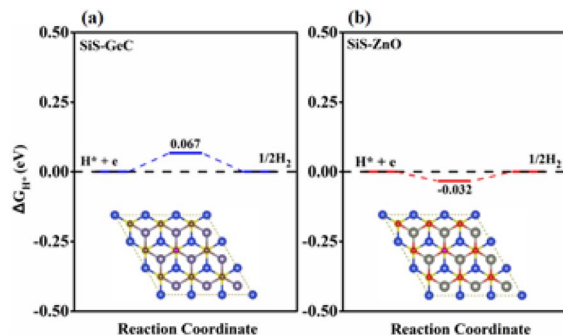 (a)
(b)
SiS-GeC
SiS-ZnO
0.50
0.25
0.00
-0.25
-0.50
ΔG_H* (eV)
H* + e
0.067
1/2H₂
Reaction Coordinate
0.50
0.25
0.00
-0.25
-0.50
H* + e
-0.032
1/2H₂
Reaction Coordinate